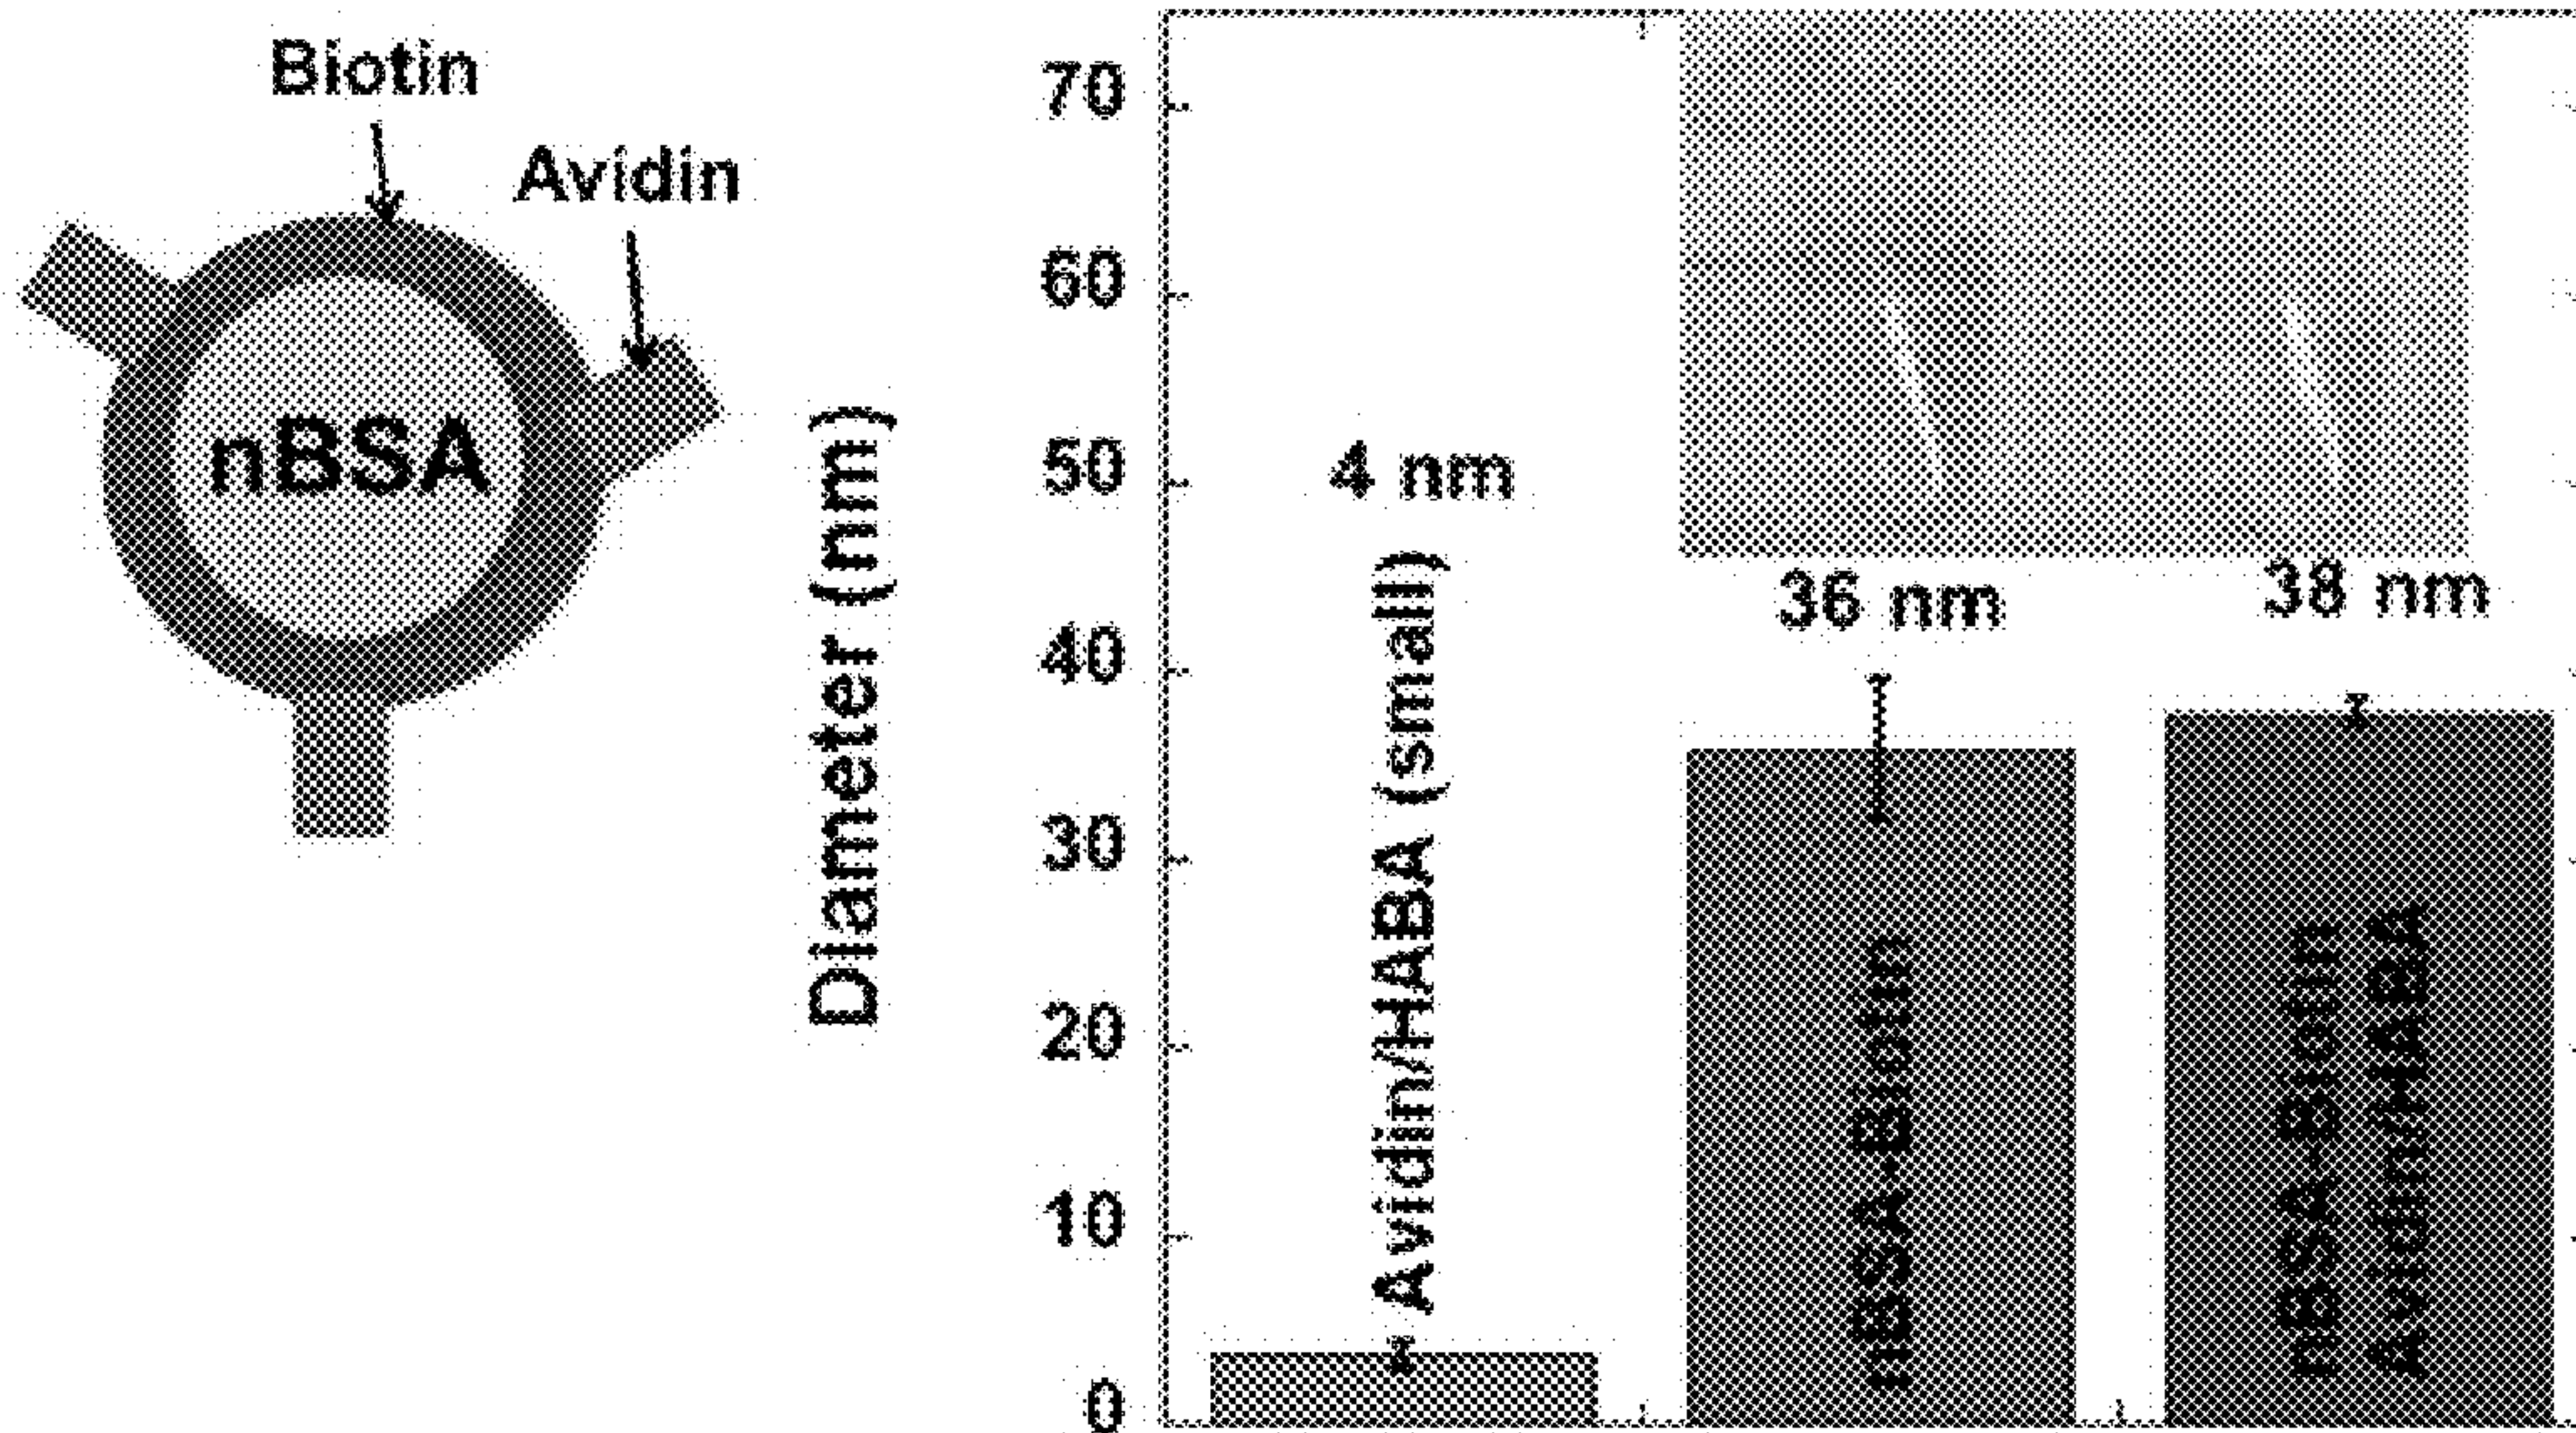 Biotin
Avidin
nBSA
Diameter (nm)
70
60
50
40
30
20
10
0
4 nm
36 nm
38 nm
Avidin/HABA (small)
nBSA-Biotin
nBSA-Biotin
Avidin/HABA